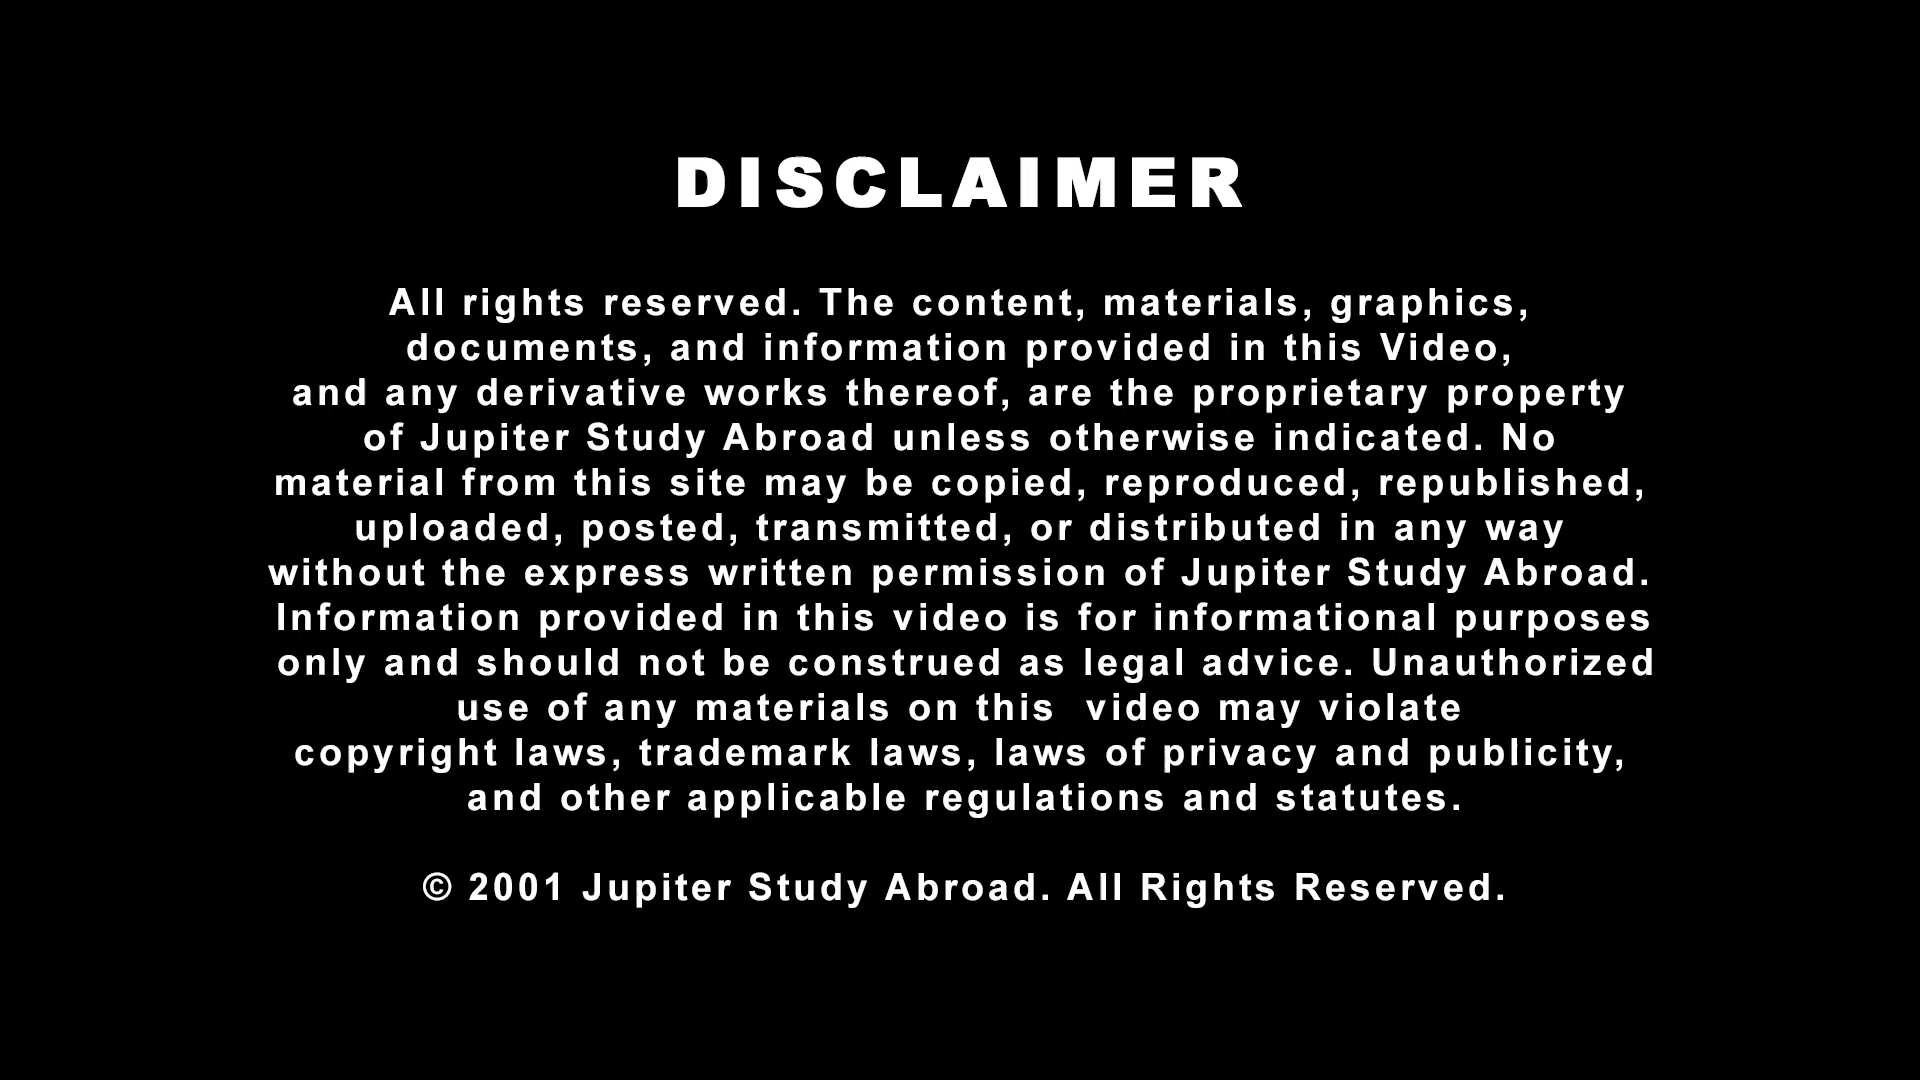 DISCLAIMER
All rights reserved. The content, materials, graphics,
documents, and information provided in this Video,
and any derivative works thereof, are the proprietary property
of Jupiter Study Abroad unless otherwise indicated. No
material from this site may be copied, reproduced, republished,
uploaded, posted, transmitted, or distributed in any way
without the express written permission of Jupiter Study Abroad.
Information provided in this video is for informational purposes
only and should not be construed as legal advice. Unauthorized
use of any materials on this  video may violate
copyright laws, trademark laws, laws of privacy and publicity,
and other applicable regulations and statutes.
© 2001 Jupiter Study Abroad. All Rights Reserved.